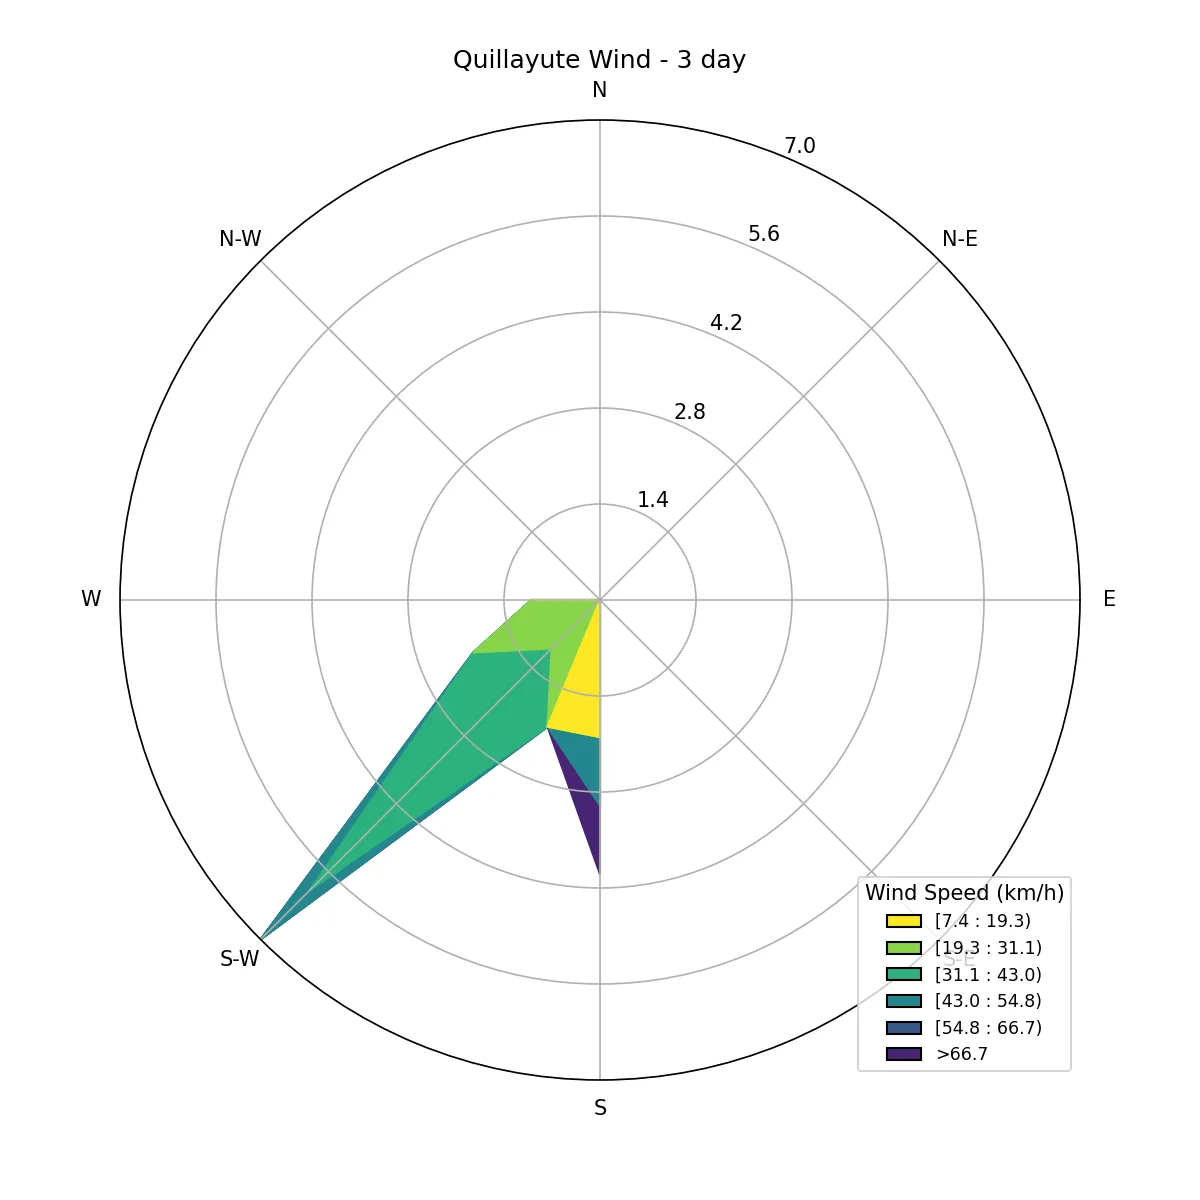 Quillayute Wind - 3 day
N
7.0
N-W
N-E
5.6
4.2
2.8
1.4
W
E
S-W
S-E
Wind Speed (km/h)
[7.4 : 19.3)
[19.3 : 31.1)
[31.1 : 43.0)
[43.0 : 54.8)
[54.8 : 66.7)
>66.7
S